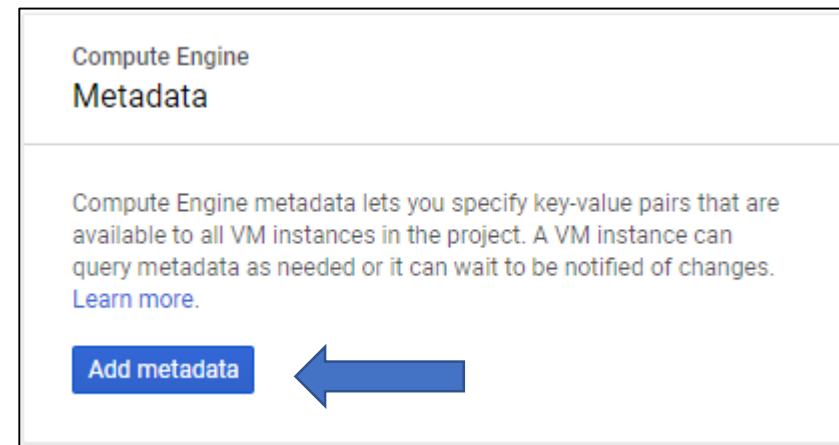 Compute Engine
Metadata
Compute Engine metadata lets you specify key-value pairs that are
available to all VM instances in the project. A VM instance can
query metadata as needed or it can wait to be notified of changes.
Learn more.
Add metadata